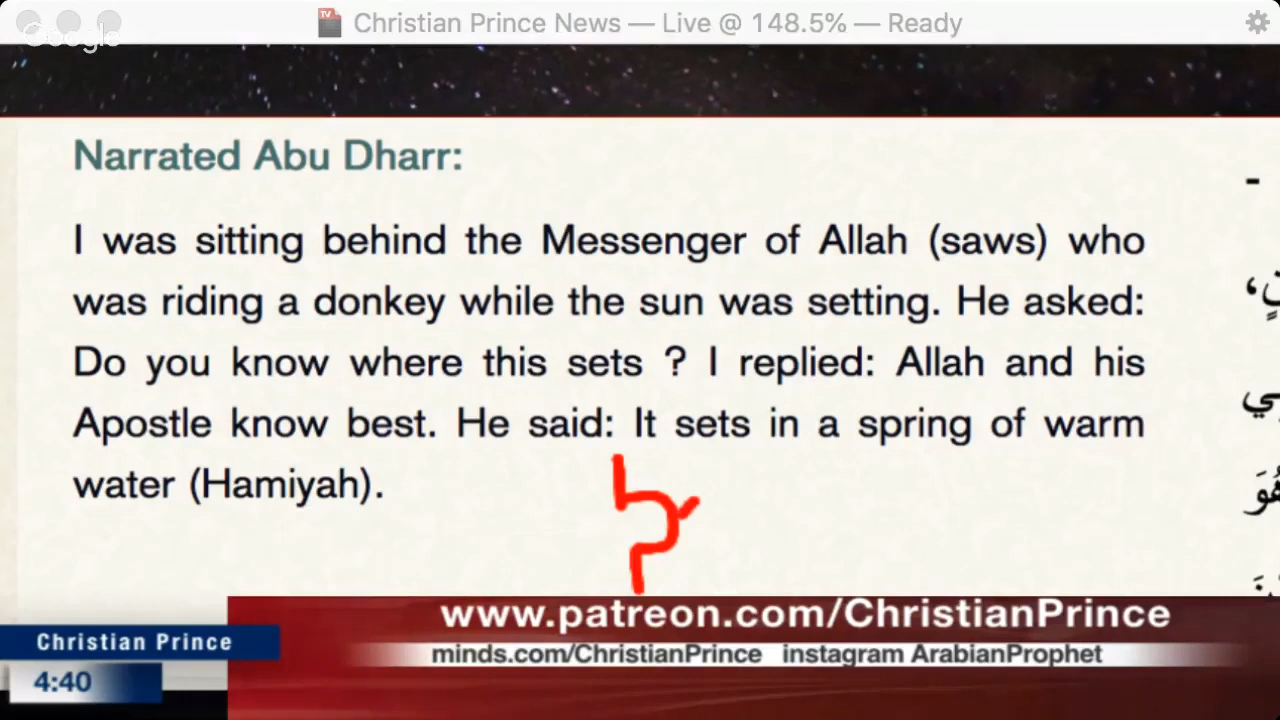 Christian Prince News — Live @ 148.5% — Ready
Google
Narrated Abu Dharr:
I was sitting behind the Messenger of Allah (saws) who
was riding a donkey while the sun was setting. He asked:
Do you know where this sets ? I replied: Allah and his
Apostle know best. He said: It sets in a spring of warm
water (Hamiyah).
www.patreon.com/ChristianPrince
Christian Prince
minds.com/ChristianPrince instagram ArabianProphet
4:40